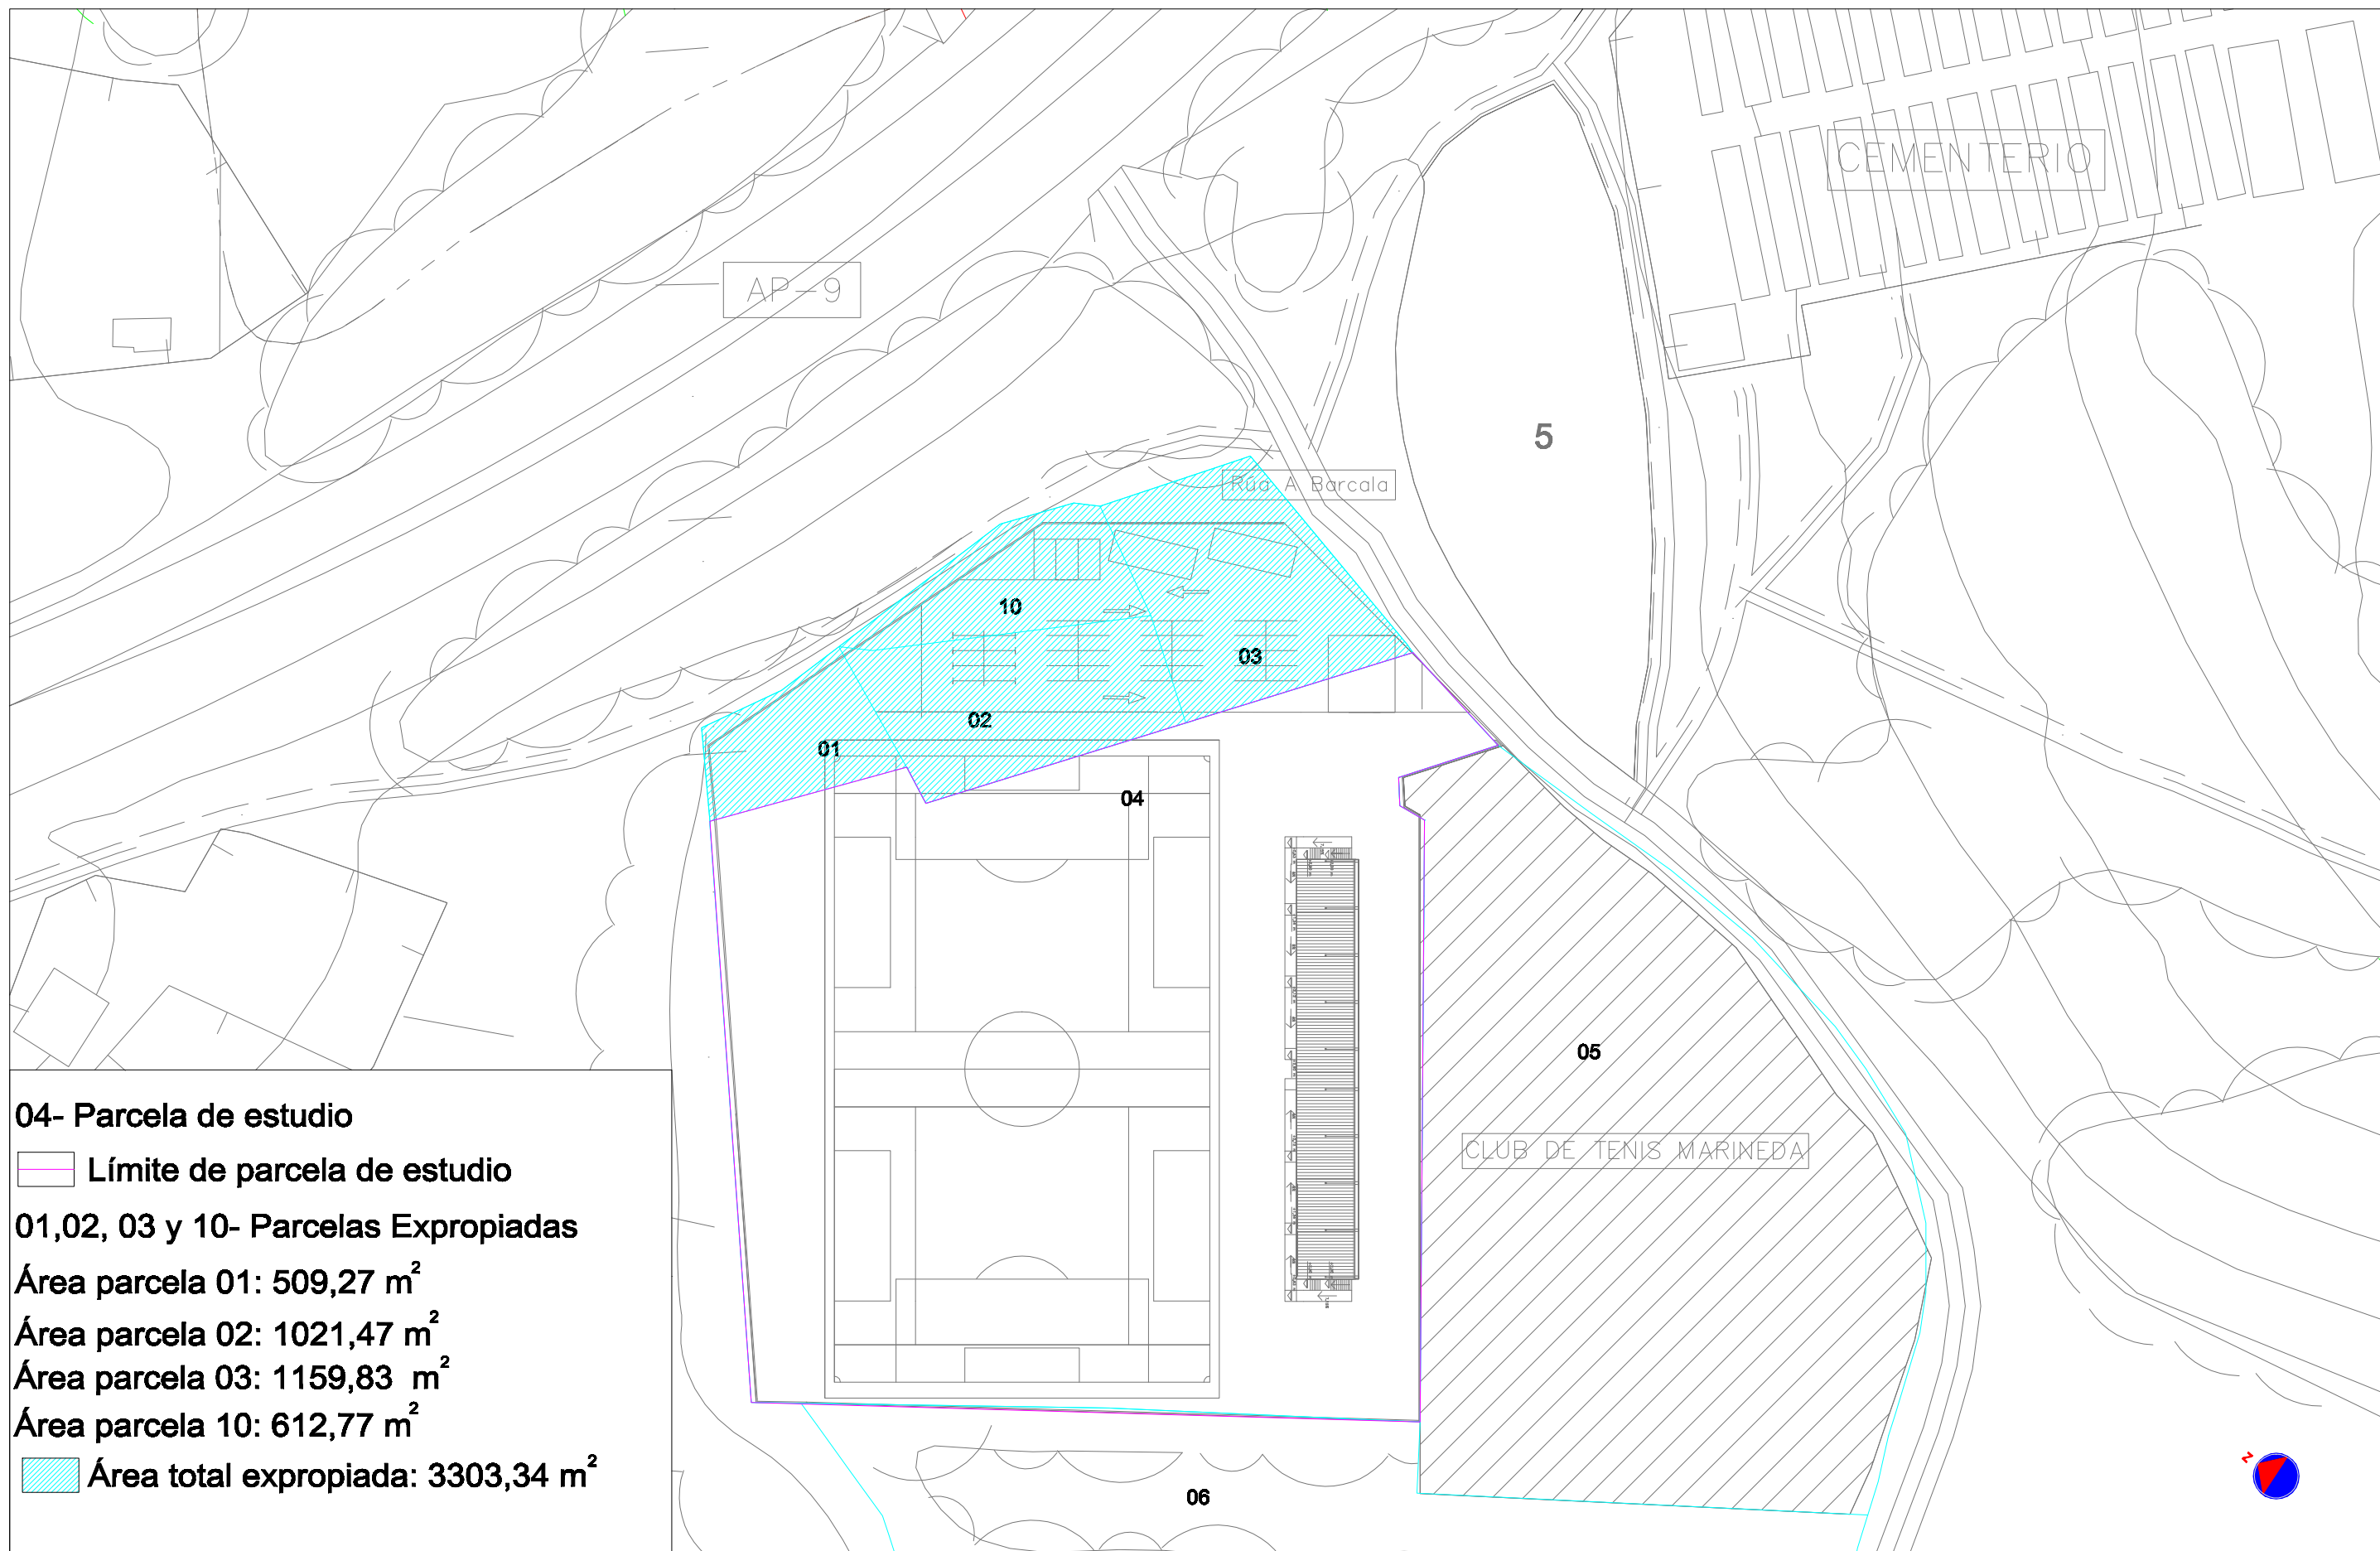 CEMENTERIO
AP-9
5
Rúa A Barcala
10
03
02
01
04
05
CLUB DE TENIS MARINEDA
04- Parcela de estudio
Límite de parcela de estudio
01,02, 03 y 10- Parcelas Expropiadas
Área parcela 01: 509,27 m²
Área parcela 02: 1021,47 m²
Área parcela 03: 1159,83 m²
Área parcela 10: 612,77 m²
Área total expropiada: 3303,34 m²
06
N